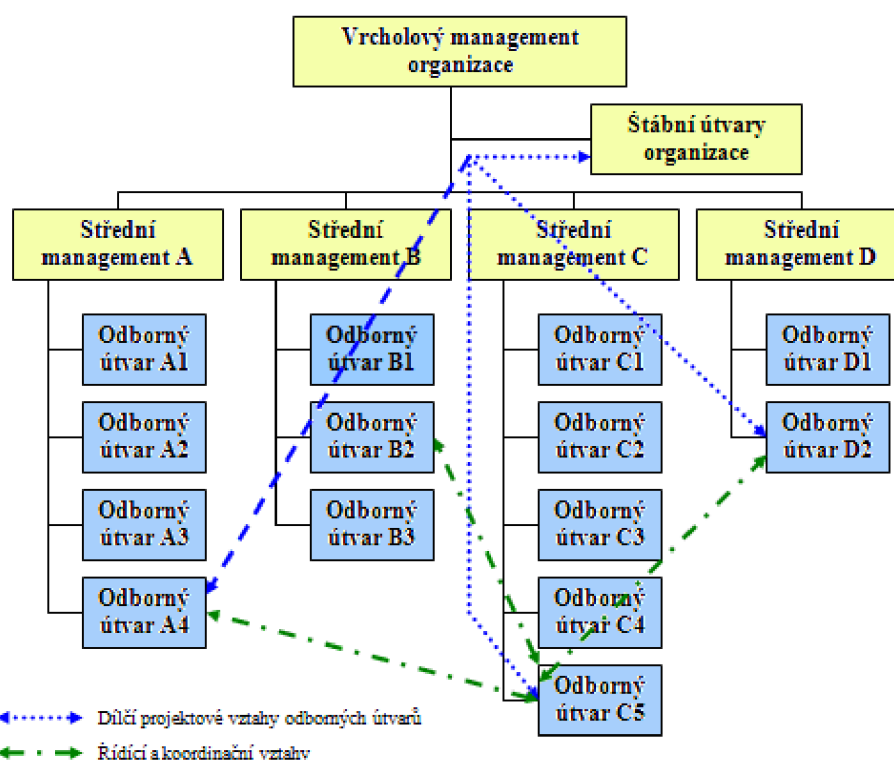 Vrcholový management
organizace
Štábní útvary
organizace
Střední
management A
Střední
management B
Střední
management C
Střední
management D
Odborný
útvar A1
Odborný
útvar B1
Odborný
útvar C1
Odborný
útvar D1
Odborný
útvar A2
Odborný
útvar B2
Odborný
útvar C2
Odborný
útvar D2
Odborný
útvar A3
Odborný
útvar B3
Odborný
útvar C3
Odborný
útvar A4
Odborný
útvar C4
Odborný
útvar C5
Dílčí projektové vztahy odborných útvarů
Řídící a koordinační vztahy